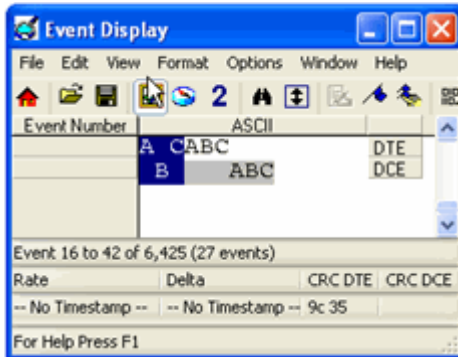 Event Display
File Edit View Format Options Window Help
2
Event Number ASCII
A CABC DTE
B ABC DCE
Event 16 to 42 of 6,425 (27 events)
Rate Delta CRC DTE CRC DCE
-- No Timestamp -- -- No Timestamp -- 9c 35
For Help Press F1